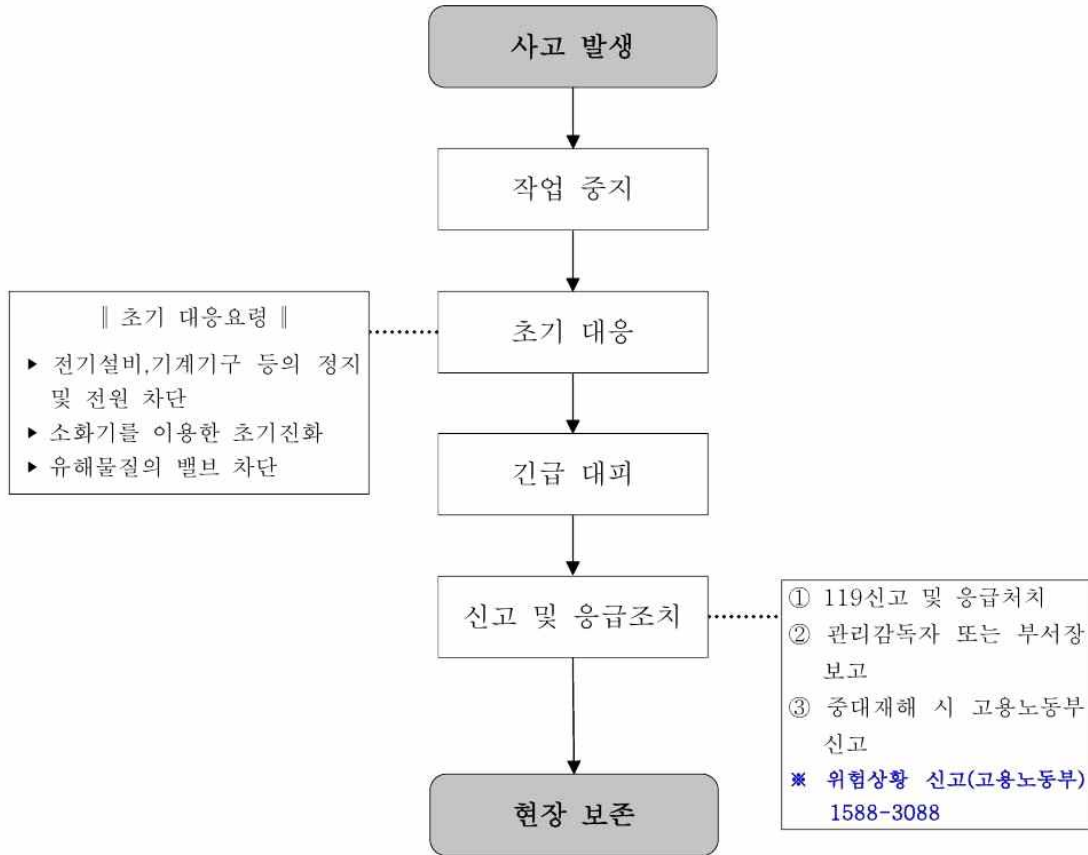 사고 발생
작업 중지
초기 대응
‖ 초기 대응요령 ‖
▶ 전기설비,기계기구 등의 정지
및 전원 차단
▶ 소화기를 이용한 초기진화
▶ 유해물질의 밸브 차단
긴급 대피
신고 및 응급조치
① 119신고 및 응급처치
② 관리감독자 또는 부서장
보고
③ 중대재해 시 고용노동부
신고
※ 위험상황 신고(고용노동부)
1588-3088
현장 보존